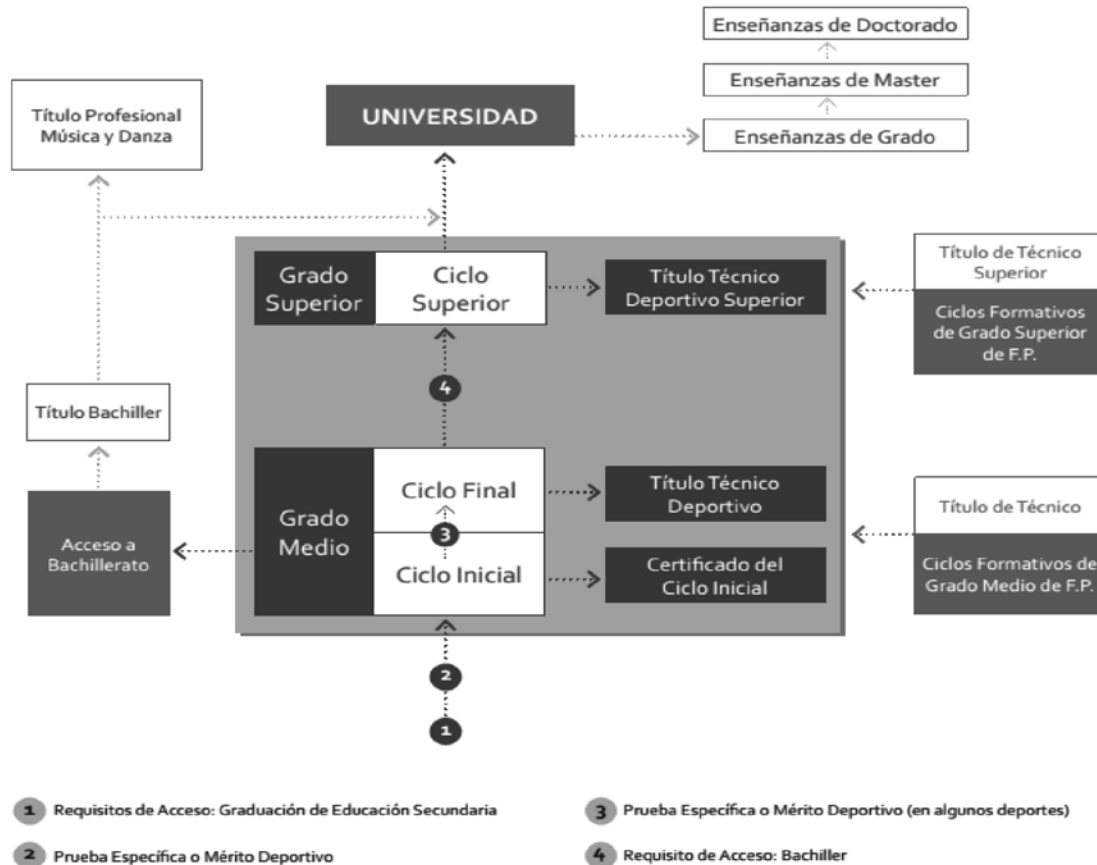 Enseñanzas de Doctorado
Enseñanzas de Master
Enseñanzas de Grado
Título Profesional
Música y Danza
UNIVERSIDAD
Grado
Superior
Ciclo
Superior
Título Técnico
Deportivo Superior
Título de Técnico
Superior
Ciclos Formativos
de Grado Superior
de F.P.
4
Título Bachiller
Acceso a
Bachillerato
Grado
Medio
Ciclo Final
3
Ciclo Inicial
Título Técnico
Deportivo
Certificado del
Ciclo Inicial
Título de Técnico
Ciclos Formativos de
Grado Medio de F.P.
2
1
1 Requisitos de Acceso: Graduación de Educación Secundaria
2 Prueba Específica o Mérito Deportivo
3 Prueba Específica o Mérito Deportivo (en algunos deportes)
4 Requisito de Acceso: Bachiller